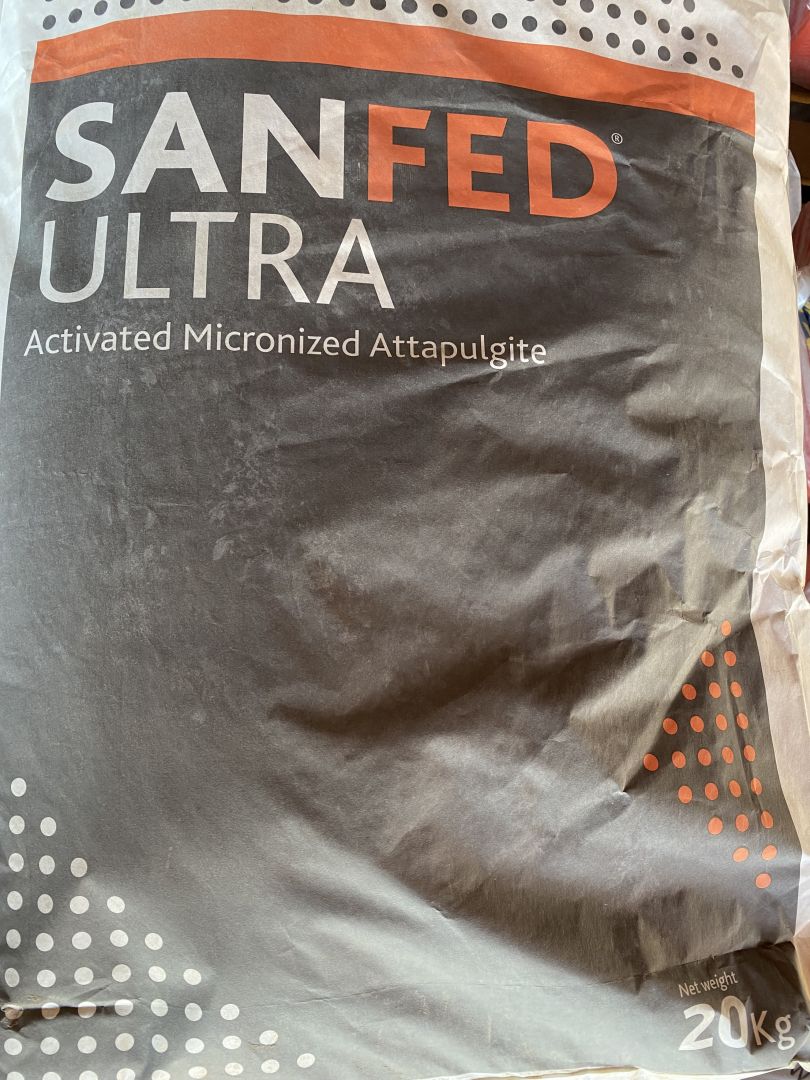 SANFED®
ULTRA
Activated Micronized Attapulgite
Net weight
20Kg